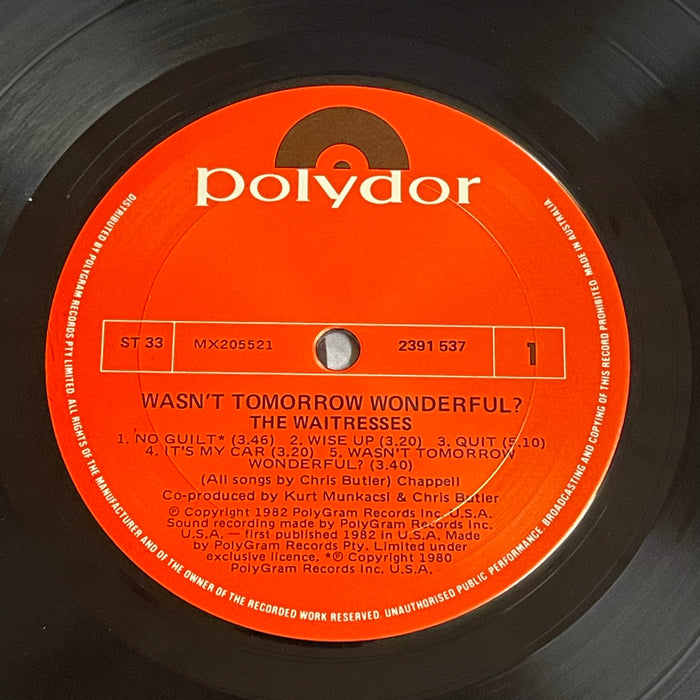 polydor
ST 33 MX205521 2391 537 1
WASN'T TOMORROW WONDERFUL?
THE WAITRESSES
1. NO GUILT* (3.46) 2. WISE UP (3.20) 3. QUIT (5.10)
4. IT'S MY CAR (3.20) 5. WASN'T TOMORROW
WONDERFUL? (3.40)
(All songs by Chris Butler) Chappell
Co-produced by Kurt Munkacsi & Chris Butler
℗ Copyright 1982 PolyGram Records Inc. U.S.A.
Sound recording made by PolyGram Records Inc.
U.S.A. — first published 1982 in U.S.A. Made
by PolyGram Records Pty. Limited under
exclusive licence. *℗ Copyright 1980
PolyGram Records Inc. U.S.A.
DISTRIBUTED BY POLYGRAM RECORDS PTY LIMITED. ALL RIGHTS OF THE MANUFACTURER AND OF THE OWNER OF THE RECORDED WORK RESERVED. UNAUTHORISED PUBLIC PERFORMANCE, BROADCASTING AND COPYING OF THIS RECORD PROHIBITED. MADE IN AUSTRALIA